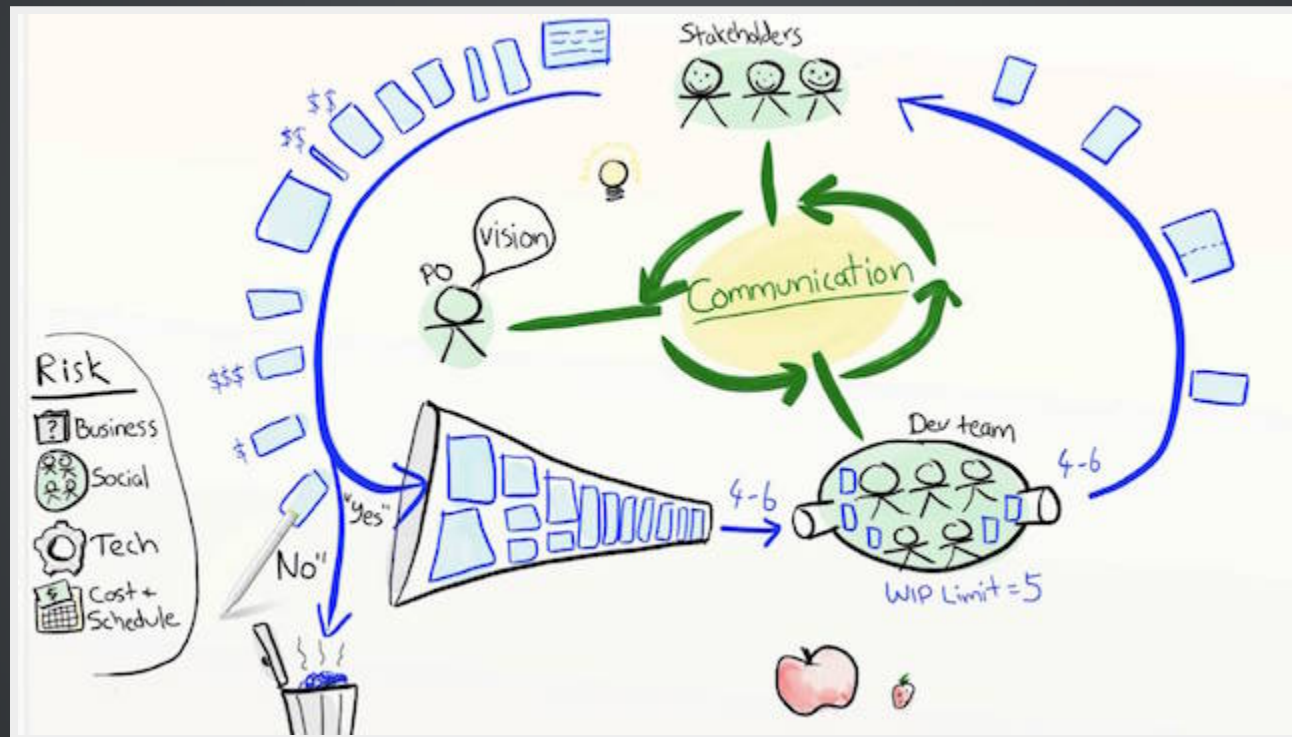 Stakeholders
$$
$$
vision
PO
Communication
Risk
? Business
Social
Tech
$ Cost +
Schedule
$$$
$
"Yes"
No"
4-6
Dev team
4-6
WIP Limit = 5